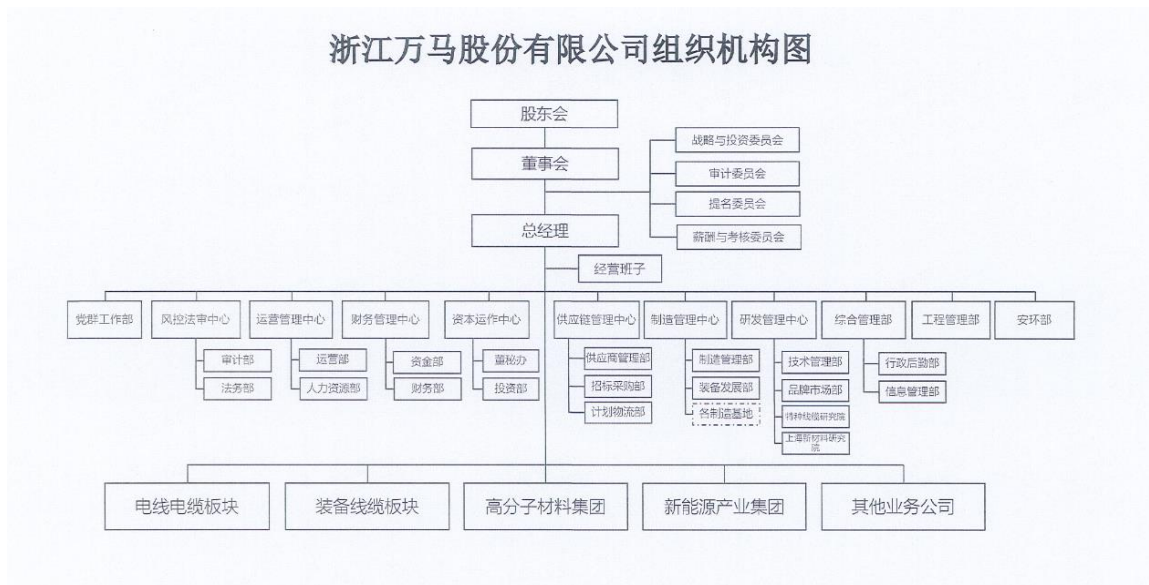 浙江万马股份有限公司组织机构图
股东会
董事会
战略与投资委员会
审计委员会
提名委员会
薪酬与考核委员会
总经理
经营班子
党群工作部
风控法审中心
运营管理中心
财务管理中心
资本运作中心
供应链管理中心
制造管理中心
研发管理中心
综合管理部
工程管理部
安环部
审计部
法务部
运营部
人力资源部
资金部
财务部
董秘办
投资部
供应商管理部
招标采购部
计划物流部
制造管理部
装备发展部
各制造基地
技术管理部
品牌市场部
特种线缆研究院
上海新材料研究
院
行政后勤部
信息管理部
电线电缆板块
装备线缆板块
高分子材料集团
新能源产业集团
其他业务公司